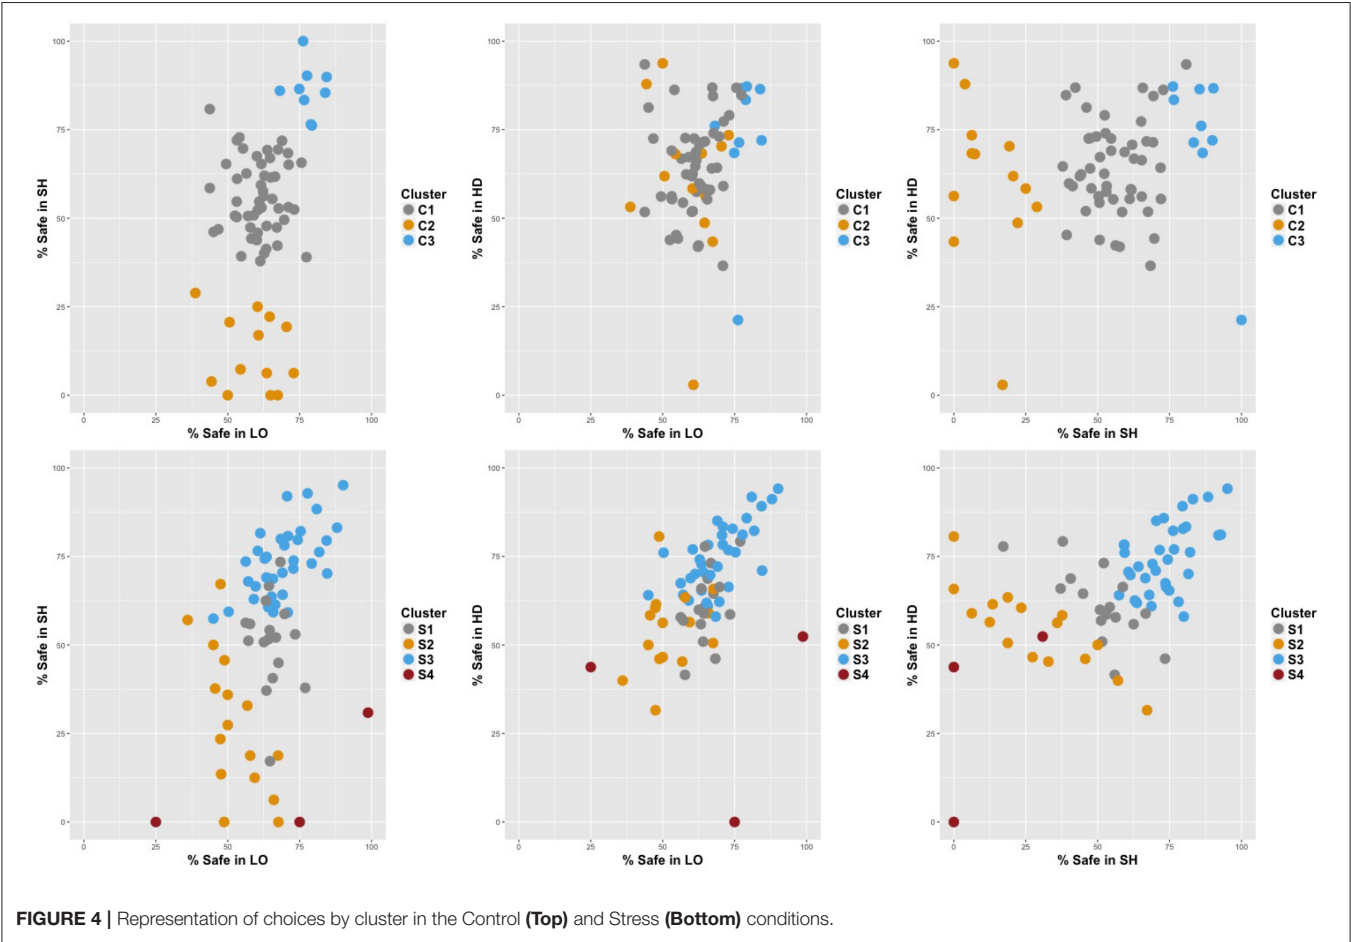 100
75
50
25
0
% Safe in SH
0 25 50 75 100
% Safe in LO
Cluster
C1
C2
C3
100
75
50
25
0
% Safe in HD
0 25 50 75 100
% Safe in LO
Cluster
C1
C2
C3
100
75
50
25
0
% Safe in HD
0 25 50 75 100
% Safe in SH
Cluster
C1
C2
C3
100
75
50
25
0
% Safe in SH
0 25 50 75 100
% Safe in LO
Cluster
S1
S2
S3
S4
100
75
50
25
0
% Safe in HD
0 25 50 75 100
% Safe in LO
Cluster
S1
S2
S3
S4
100
75
50
25
0
% Safe in HD
0 25 50 75 100
% Safe in SH
Cluster
S1
S2
S3
S4
FIGURE 4 | Representation of choices by cluster in the Control (Top) and Stress (Bottom) conditions.